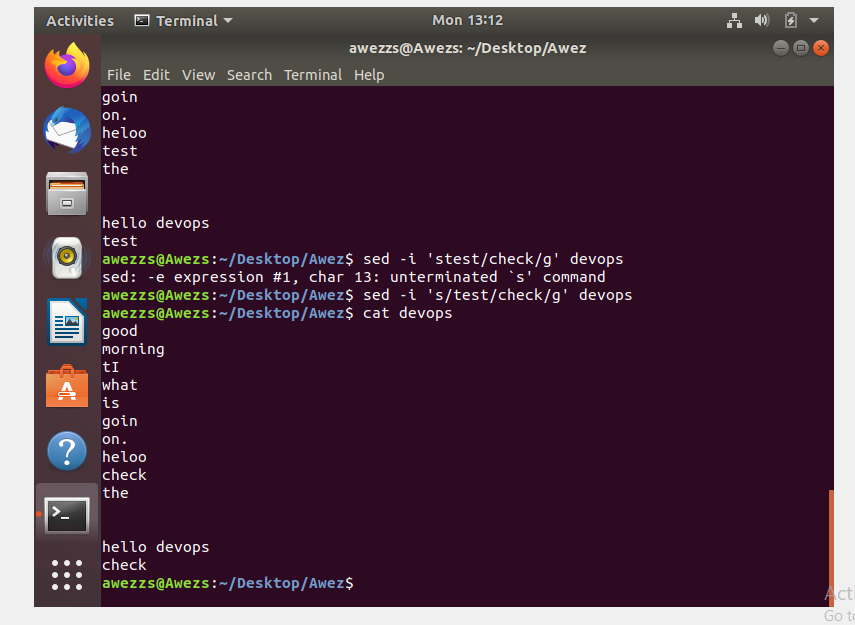 Activities Terminal Mon 13:12
awezzs@Awezs: ~/Desktop/Awez
File Edit View Search Terminal Help
goin
on.
heloo
test
the
hello devops
test
awezzs@Awezs:~/Desktop/Awez$ sed -i 'stest/check/g' devops
sed: -e expression #1, char 13: unterminated `s' command
awezzs@Awezs:~/Desktop/Awez$ sed -i 's/test/check/g' devops
awezzs@Awezs:~/Desktop/Awez$ cat devops
good
morning
tI
what
is
goin
on.
heloo
check
the
hello devops
check
awezzs@Awezs:~/Desktop/Awez$
Go to